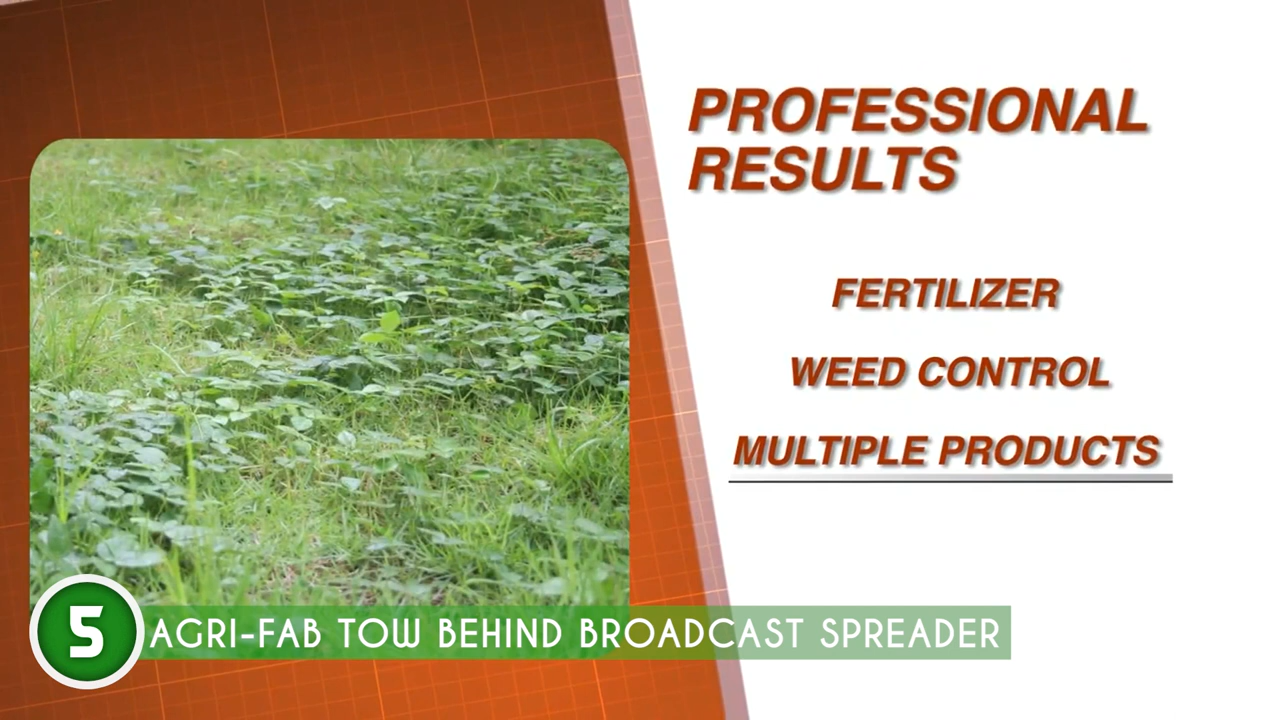 PROFESSIONAL
RESULTS
FERTILIZER
WEED CONTROL
MULTIPLE PRODUCTS
5 AGRI-FAB TOW BEHIND BROADCAST SPREADER